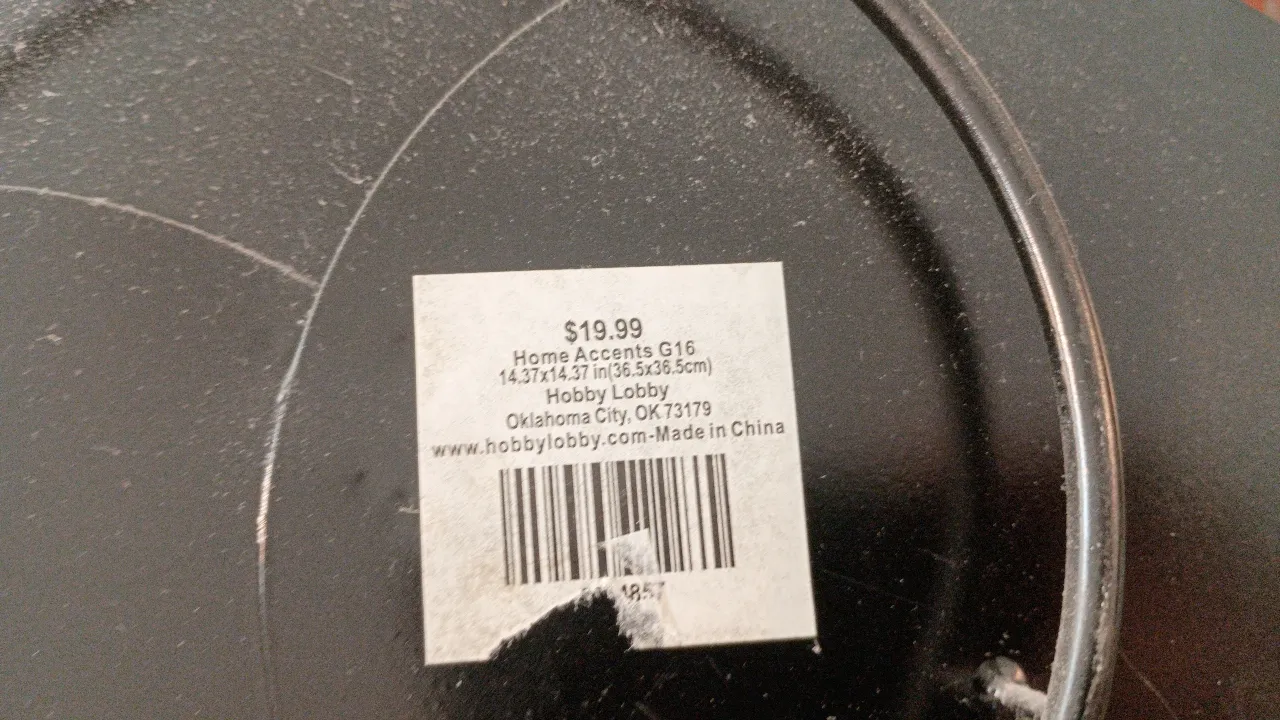 $19.99
Home Accents G16
14.37x14.37 in(36.5x36.5cm)
Hobby Lobby
Oklahoma City, OK 73179
www.hobbylobby.com-Made in China